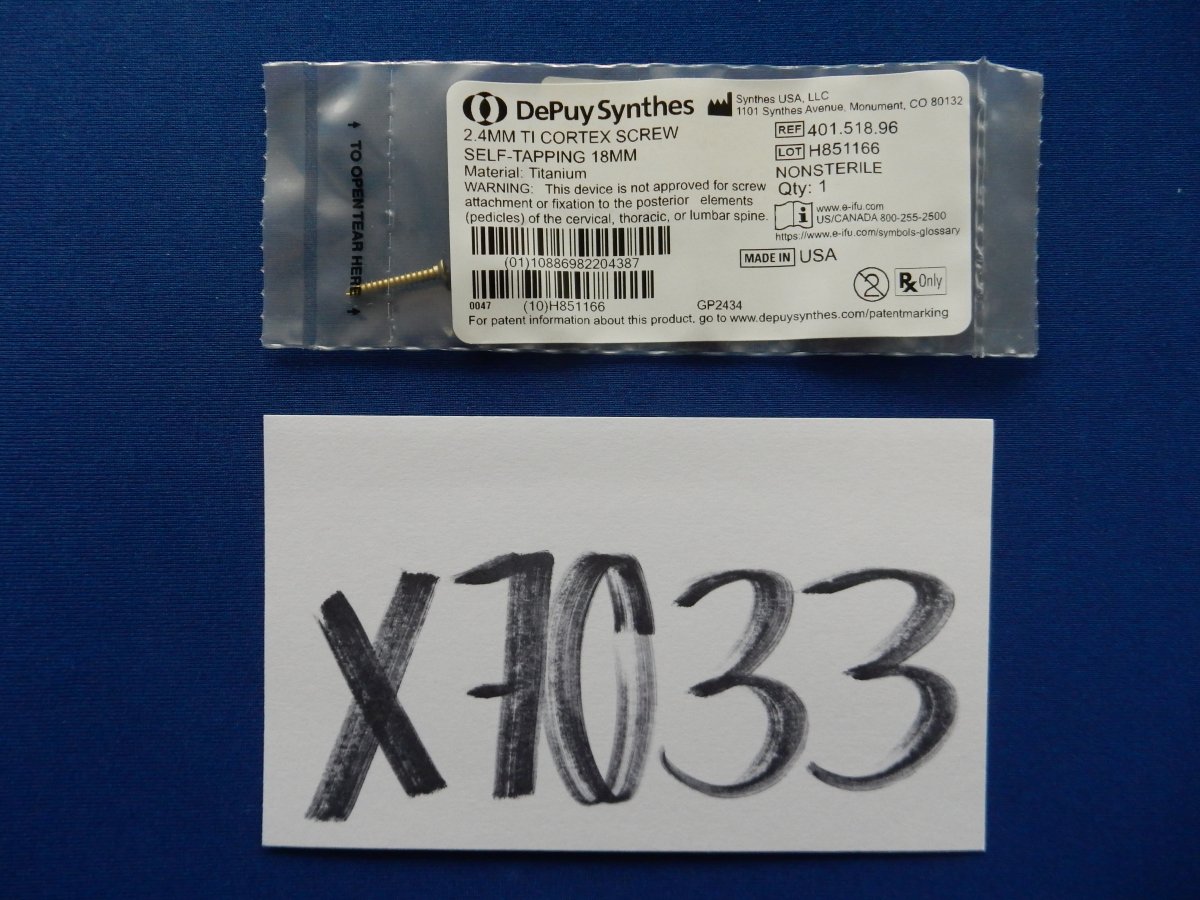 ↑ TO OPEN TEAR HERE ↑
DePuy Synthes
2.4MM TI CORTEX SCREW
SELF-TAPPING 18MM
Material: Titanium
WARNING: This device is not approved for screw
attachment or fixation to the posterior elements
(pedicles) of the cervical, thoracic, or lumbar spine.
(01)10886982204387
0047 (10)H851166
Synthes USA, LLC
1101 Synthes Avenue, Monument, CO 80132
REF 401.518.96
LOT H851166
NONSTERILE
Qty: 1
i www.e-ifu.com
US/CANADA 800-255-2500
https://www.e-ifu.com/symbols-glossary
MADE IN USA
2 Rx Only
GP2434
For patent information about this product, go to www.depuysynthes.com/patentmarking
X7033